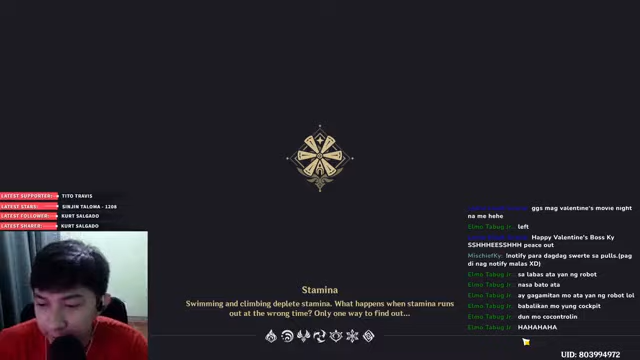 LATEST SUPPORTER: TITO TRAVIS
LATEST STARS: SINJIN TALOMA - 1208
LATEST FOLLOWER: KURT SALGADO
LATEST SHARER: KURT SALGADO
ggs mag valentine's movie night
na me hehe
Elmo Tabug Jr.: left
Happy Valentine's Boss Ky
SSHHHEESSHHH peace out
MischiefKy: !notify para dagdag swerte sa pulls.(pag
di nag notify malas XD)
Elmo Tabug Jr.: sa labas ata yan ng robot
Elmo Tabug Jr.: nasa bato ata
Elmo Tabug Jr.: ay gagamitan mo ata yan ng robot lol
Elmo Tabug Jr.: babalikan mo yung cockpit
Elmo Tabug Jr.: dun mo cocontrolin
Elmo Tabug Jr.: HAHAHAHA
Stamina
Swimming and climbing deplete stamina. What happens when stamina runs
out at the wrong time? Only one way to find out...
UID: 803994972